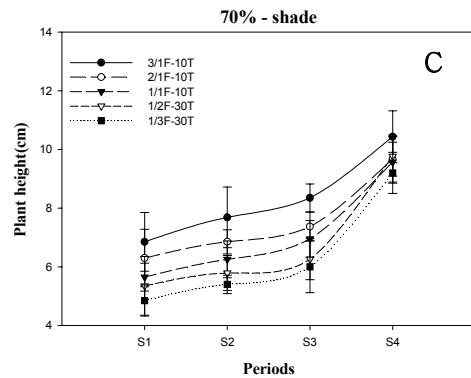 70% - shade
14
12
10
8
6
4
Plant height(cm)
3/1F-10T
2/1F-10T
1/1F-10T
1/2F-30T
1/3F-30T
C
S1 S2 S3 S4
Periods